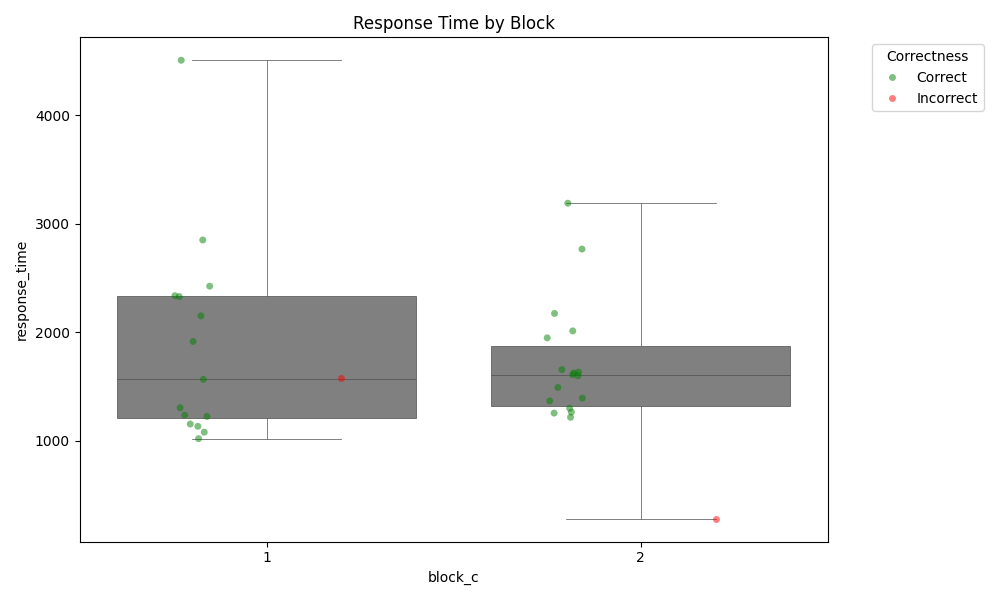 Response Time by Block
Correctness
Correct
Incorrect
4000
3000
2000
1000
response_time
1
2
block_c